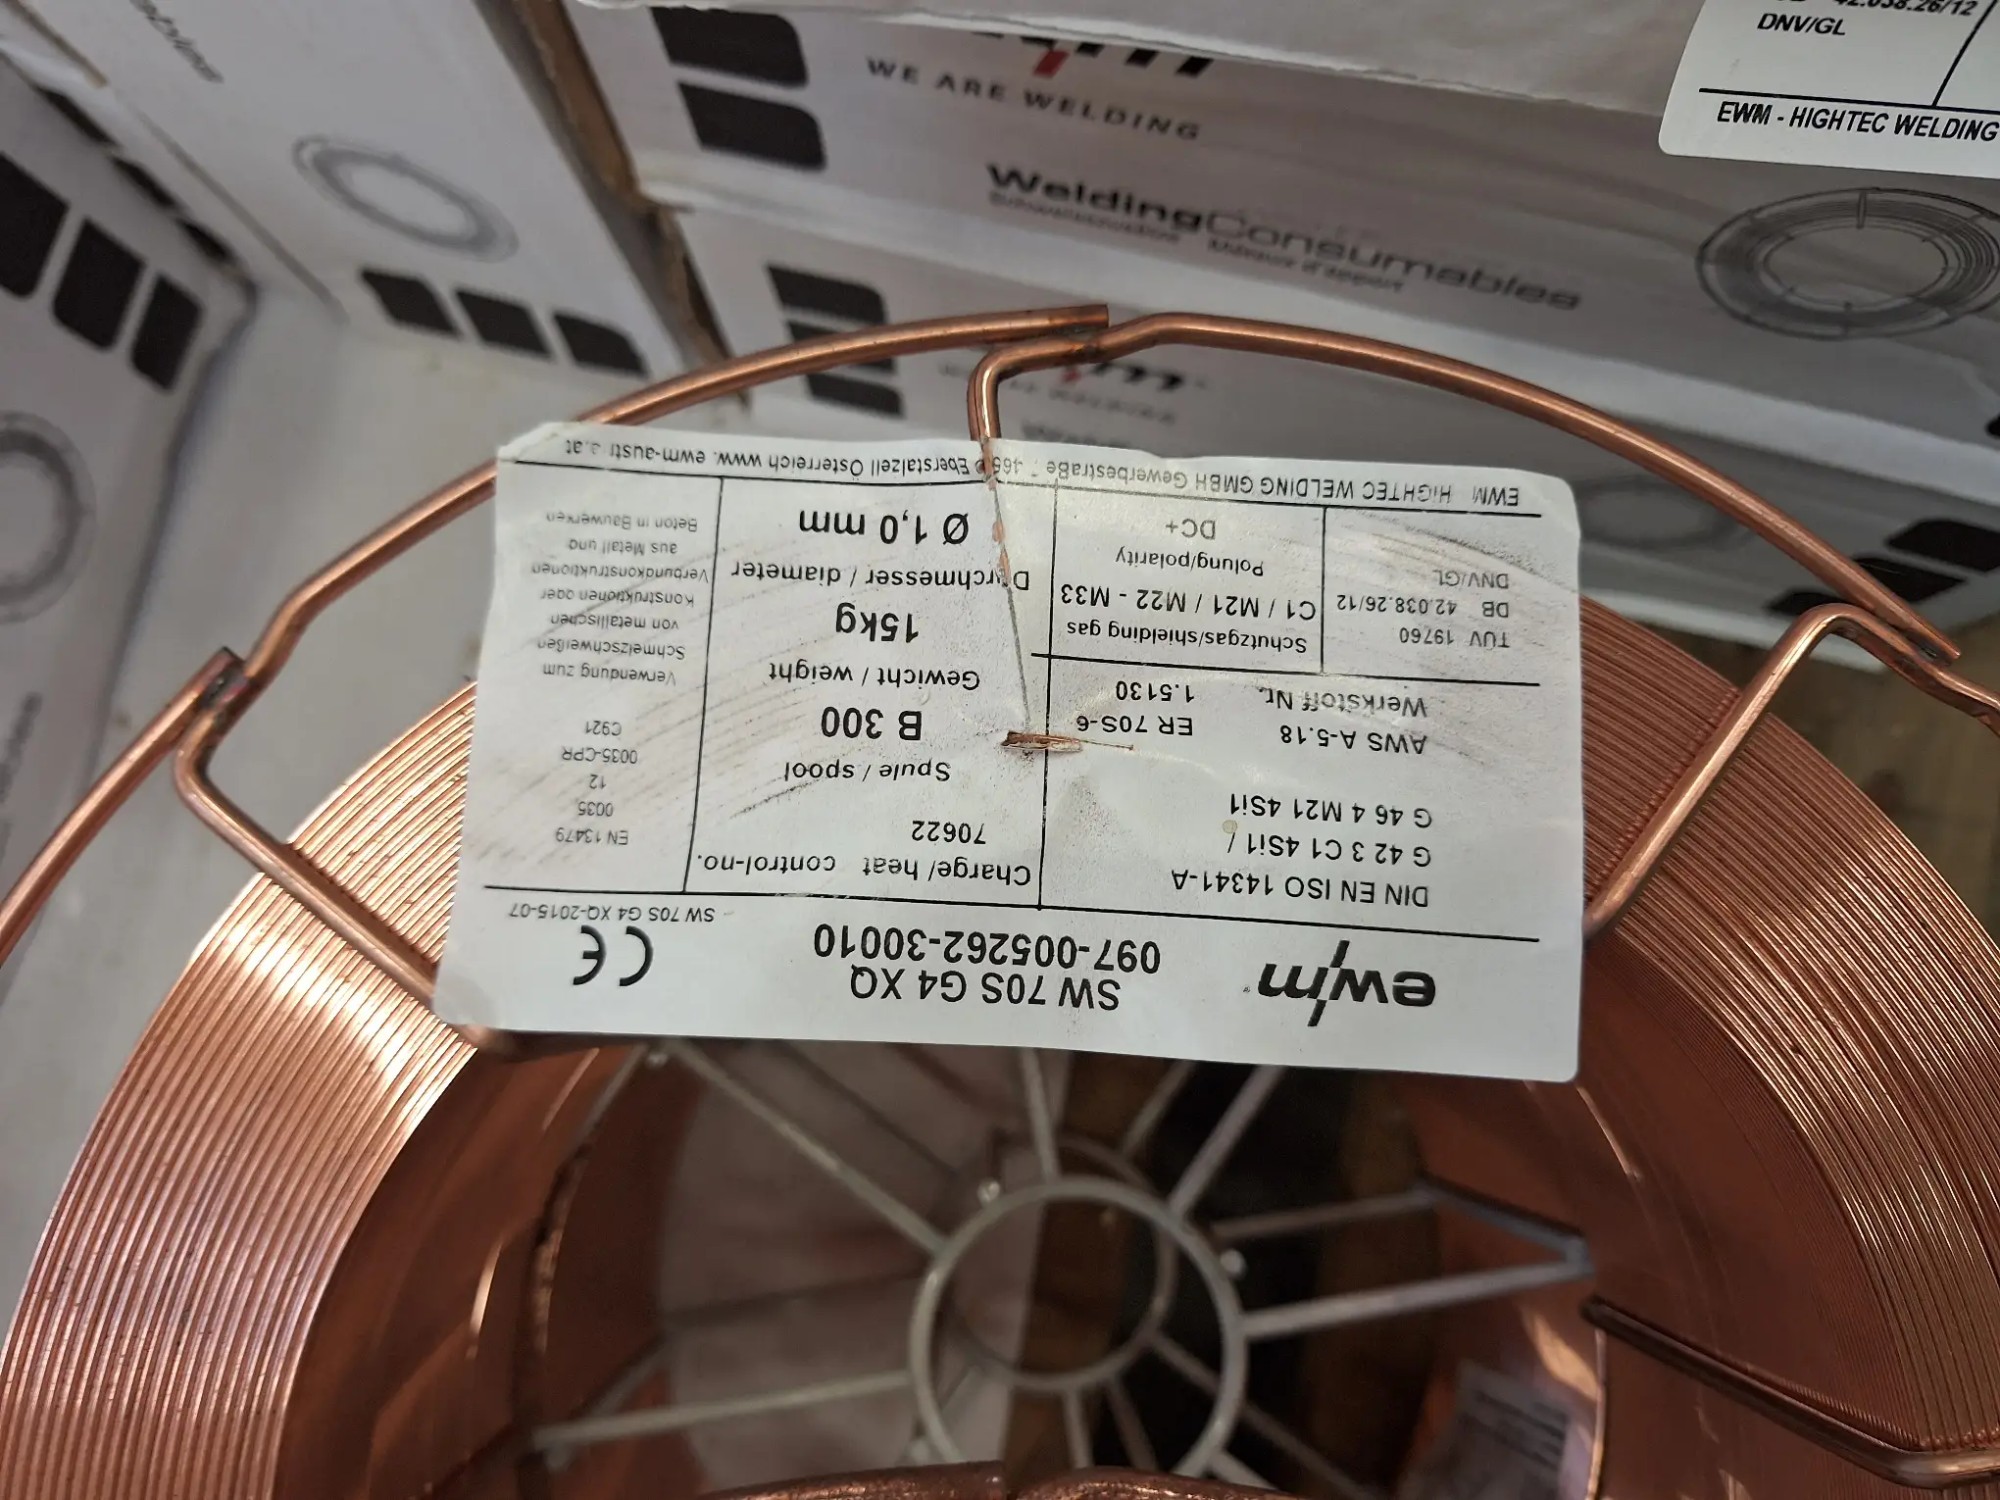 ewm
SW 70S G4 XQ
097-005262-30010
CE
SW 70S G4 XQ-2015-07
DIN EN ISO 14341-A
G 42 3 C1 4Si1 /
G 46 4 M21 4Si1
AWS A-5.18 ER 70S-6
Werkstoff Nr. 1.5130
TÜV 19760
DB 42.038.26/12
DNV/GL
Schutzgas/shielding gas
C1 / M21 / M22 - M33
Polung/polarity
DC+
Charge/ heat control-no.
70622
Spule / spool
B 300
Gewicht / weight
15kg
Durchmesser / diameter
Ø 1,0 mm
EN 13479
0035
12
0035-CPR
C921
Verwendung zum
Schmelzschweißen
von metallischen
Konstruktionen oder
Verbundkonstruktionen
aus Metall und
Beton in Bauwerken
EWM HIGHTEC WELDING GMBH Gewerbestraße Eberstalzell Österreich www.
WE ARE WELDING
WeldingConsumables
42.038.26/12
DNV/GL
EWM - HIGHTEC WELDING